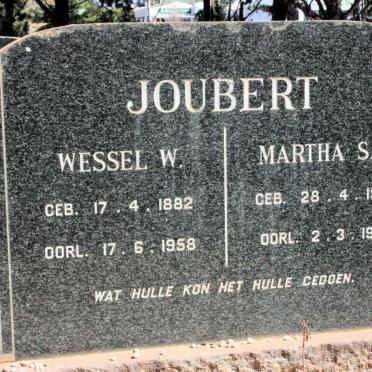 JOUBERT
WESSEL W.
GEB. 17.4.1882
OORL. 17.6.1958
MARTHA S.
GEB. 28.4.
OORL. 2.3.
WAT HULLE KON HET HULLE GEDOEN.